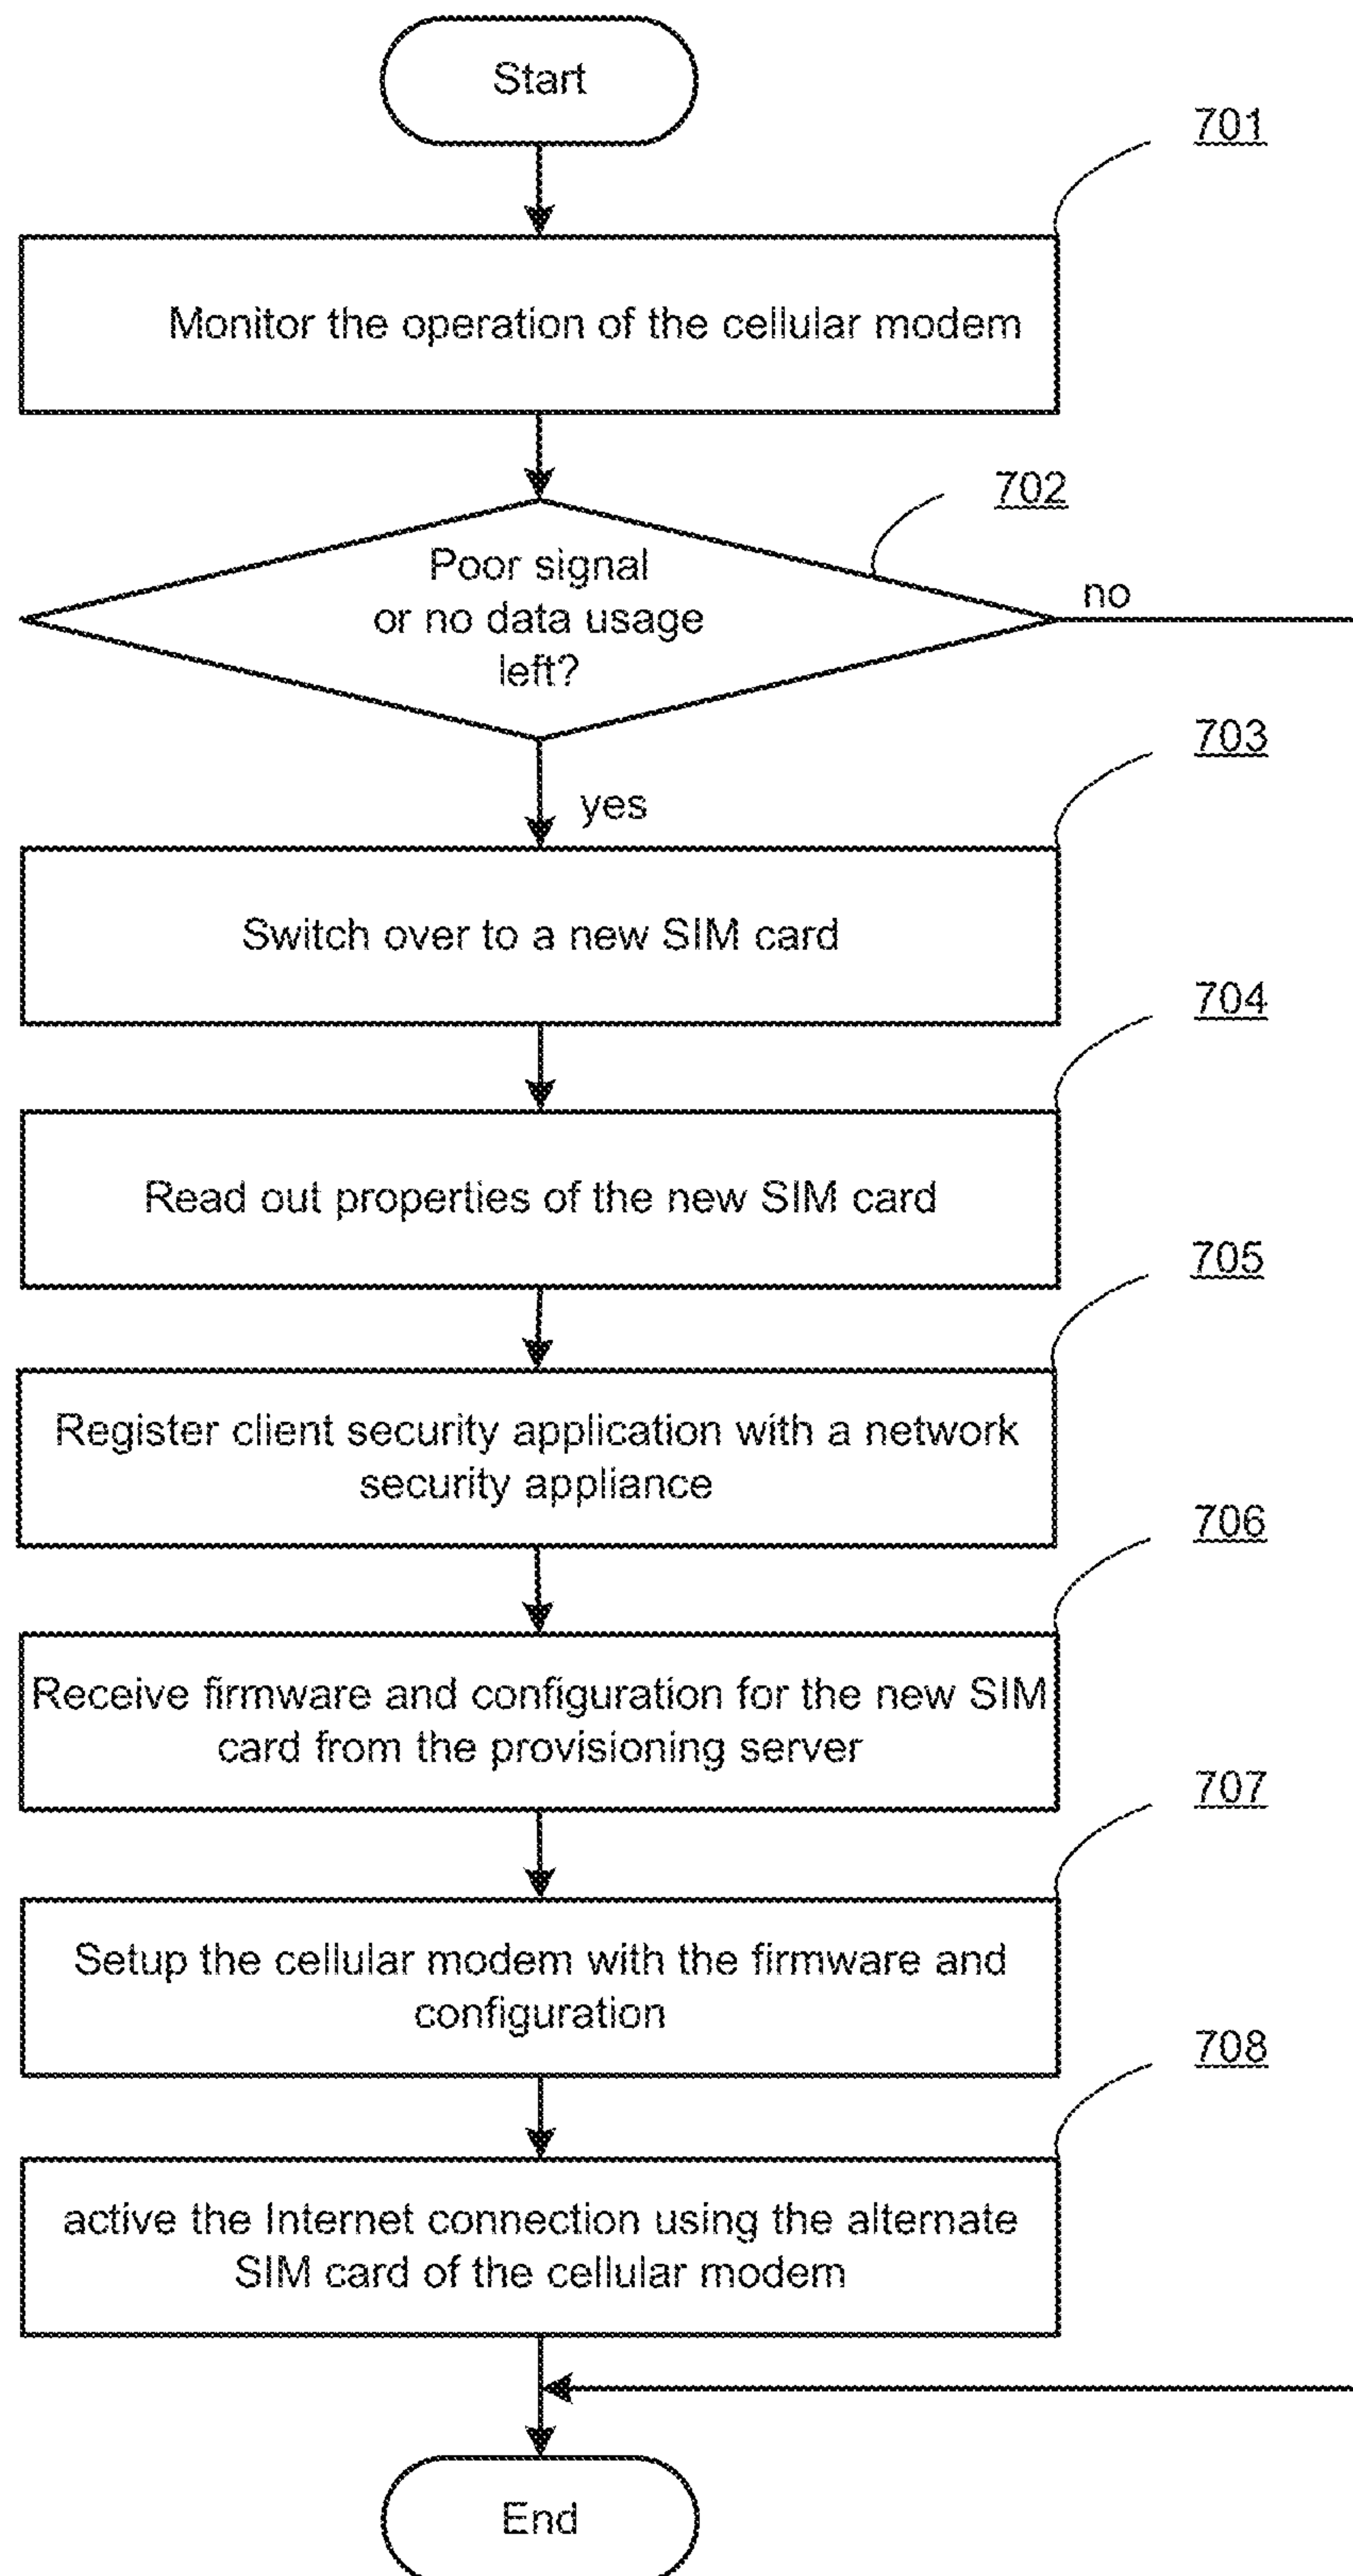 Start
701
Monitor the operation of the cellular modem
702
Poor signal
or no data usage
left?
no
yes
703
Switch over to a new SIM card
704
Read out properties of the new SIM card
705
Register client security application with a network
security appliance
706
Receive firmware and configuration for the new SIM
card from the provisioning server
707
Setup the cellular modem with the firmware and
configuration
708
active the Internet connection using the alternate
SIM card of the cellular modem
End